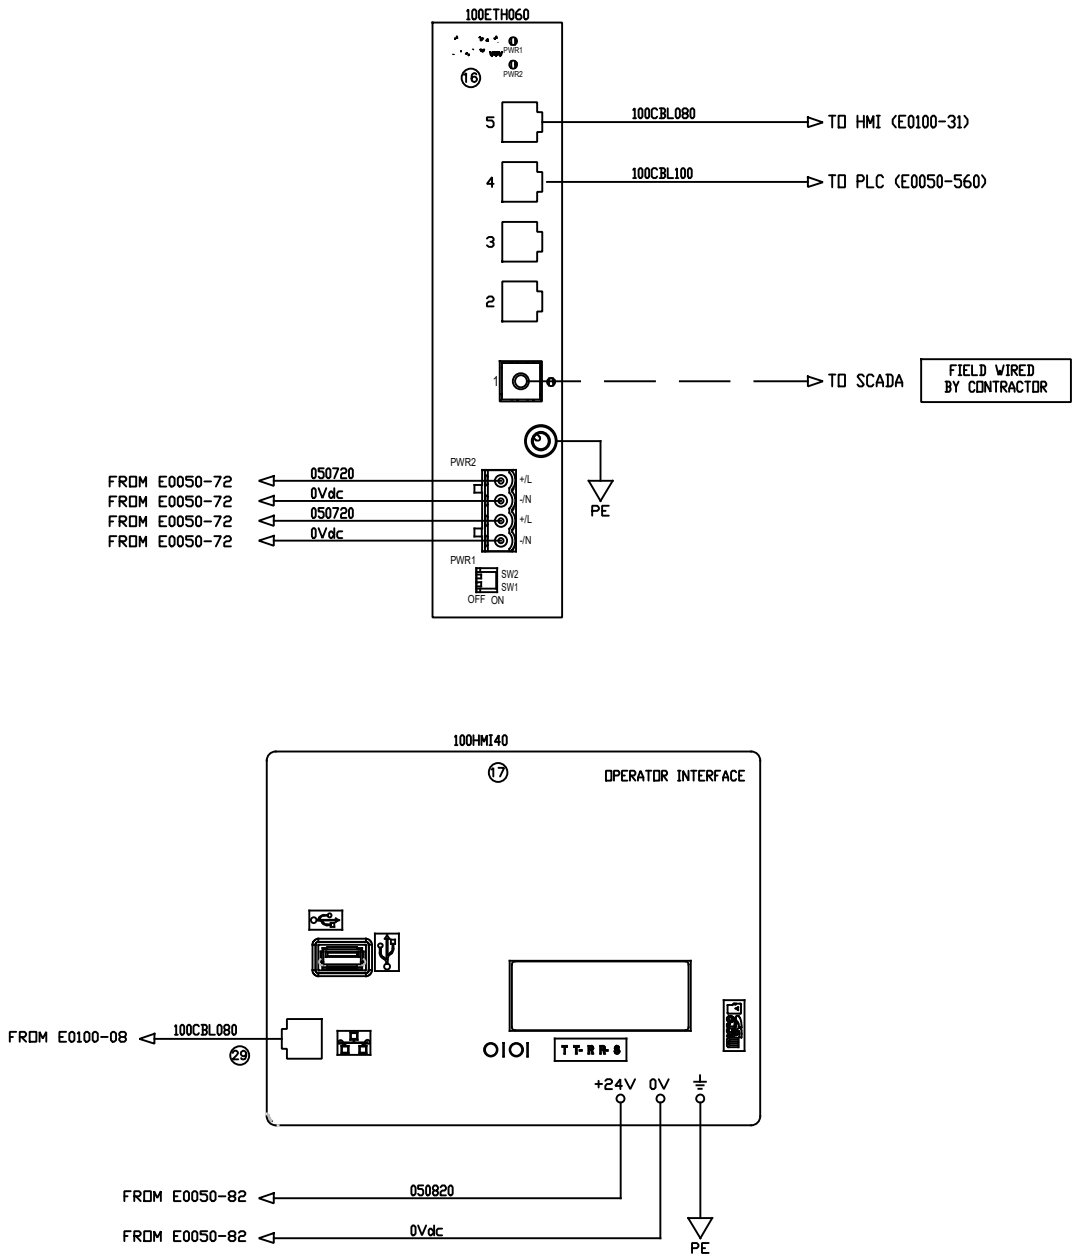 100ETH060
PWR1
PWR2
16
5
100CBL080
TO HMI (E0100-31)
4
100CBL100
TO PLC (E0050-560)
3
2
1
TO SCADA
FIELD WIRED
BY CONTRACTOR
PWR2
FROM E0050-72
050720
+/L
FROM E0050-72
0Vdc
-/N
FROM E0050-72
050720
+/L
FROM E0050-72
0Vdc
-/N
PE
PWR1
SW2
SW1
OFF ON
100HMI40
17
OPERATOR INTERFACE
FROM E0100-08
100CBL080
29
OIOI
TT-RR-S
+24V
0V
FROM E0050-82
050820
FROM E0050-82
0Vdc
PE